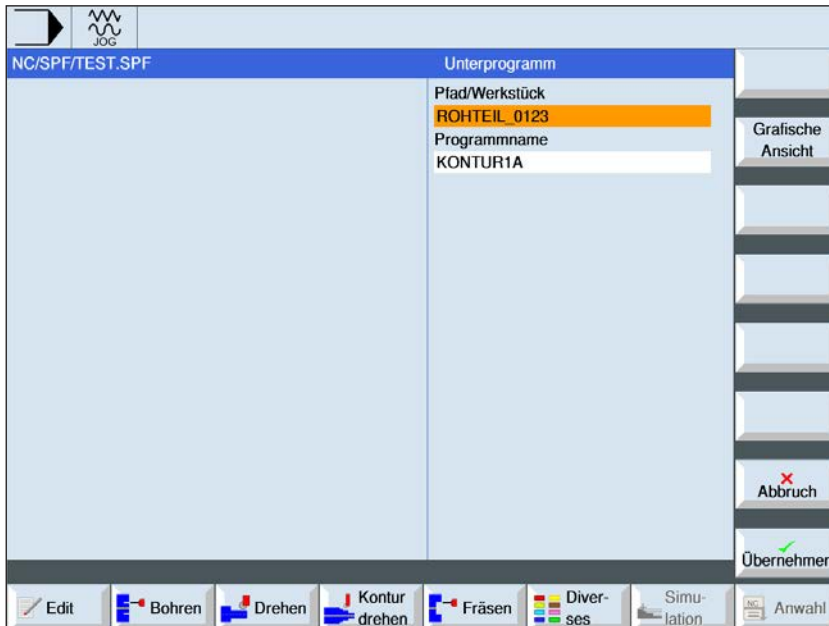 JOG
NC/SPF/TEST.SPF
Unterprogramm
Pfad/Werkstück
ROHTEIL_0123
Programmname
KONTUR1A
Grafische
Ansicht
Abbruch
Übernehmen
Edit
Bohren
Drehen
Kontur
drehen
Fräsen
Diver-
ses
Simu-
lation
NC
Anwahl